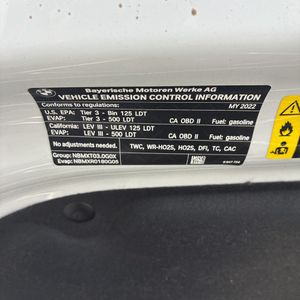 Bayerische Motoren Werke AG
VEHICLE EMISSION CONTROL INFORMATION
Conforms to regulations: MY 2022
U.S. EPA: Tier 3 - Bin 125 LDT
EVAP: Tier 3 - 500 LDT CA OBD II Fuel: gasoline
California: LEV III - ULEV 125 LDT
EVAP: LEV III - 500 LDT CA OBD II Fuel: gasoline
No adjustments needed. TWC, WR-HO2S, HO2S, DFI, TC, CAC
Group: NBMXT03.0G0X
Evap: NBMXR0180G05